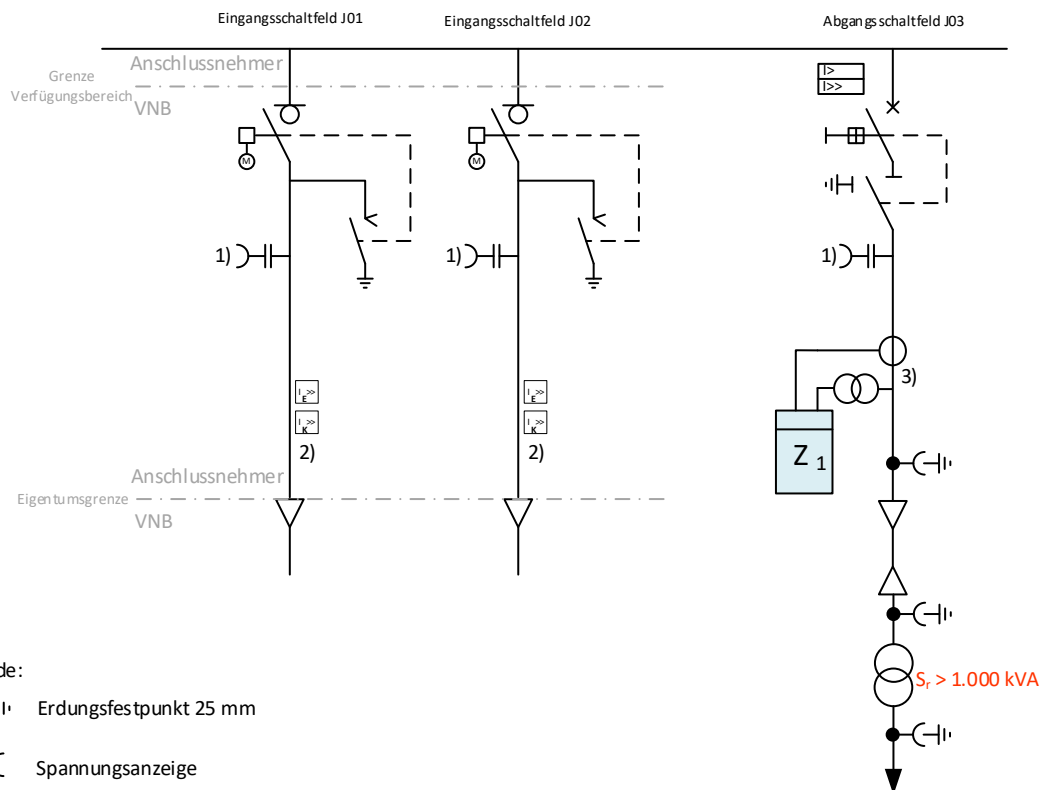 Eingangsschaltfeld J01
Eingangsschaltfeld J02
Abgangsschaltfeld J03
Anschlussnehmer
Grenze
Verfügungsbereich
VNB
I>
I>>
M
M
1)
1)
1)
I >>
E
I >>
K
2)
I >>
E
I >>
K
2)
3)
Z 1
Anschlussnehmer
Eigentumsgrenze
VNB
de:
Sr > 1.000 kVA
Erdungsfestpunkt 25 mm
Spannungsanzeige